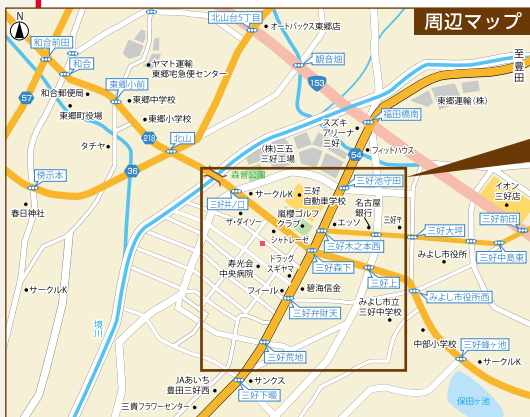 周辺マップ
N
北山台5丁目
オートバックス東郷店
和合前田
和合
ヤマト運輸
東郷宅急便センター
観音畑
至豊田
東郷小前
153
57
和合郵便局
東郷中学校
東郷運輸(株)
東郷町役場
東郷小学校
スズキ
アリーナ
三好
福田橋南
218
タチヤ
北山
(株)三五
三好工場
54
フィットハウス
36
森曽公園
傍示本
三好池守田
イオン
三好店
サークルK
三好
自動車学校
三好井ノ口
名古屋
銀行
春日神社
ザ・ダイソー
嵐櫻ゴルフ
クラブ
エッソ
三好〒
三好前田
シャトレーゼ
三好大坪
三好木之本西
三好中島東
寿光会
中央病院
ドラッグ
スギヤマ
三好森下
みよし市役所
三好上
サークルK
フィール
碧海信金
みよし市役所西
境川
三好弁財天
みよし市立
三好中学校
三好荒地
中部小学校
三好蜂ヶ池
サークルK
JAあいち
豊田三好西
サンクス
三好下畷
三貴フラワーセンター
保田ヶ池